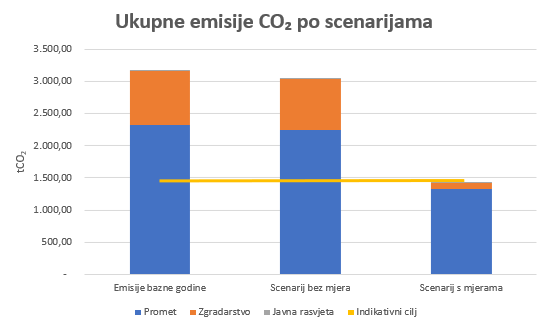 Ukupne emisije CO₂ po scenarijama
3.500,00
3.000,00
2.500,00
2.000,00
1.500,00
1.000,00
500,00
-
tCO₂
Emisije bazne godine Scenarij bez mjera Scenarij s mjerama
Promet Zgradarstvo Javna rasvjeta Indikativni cilj